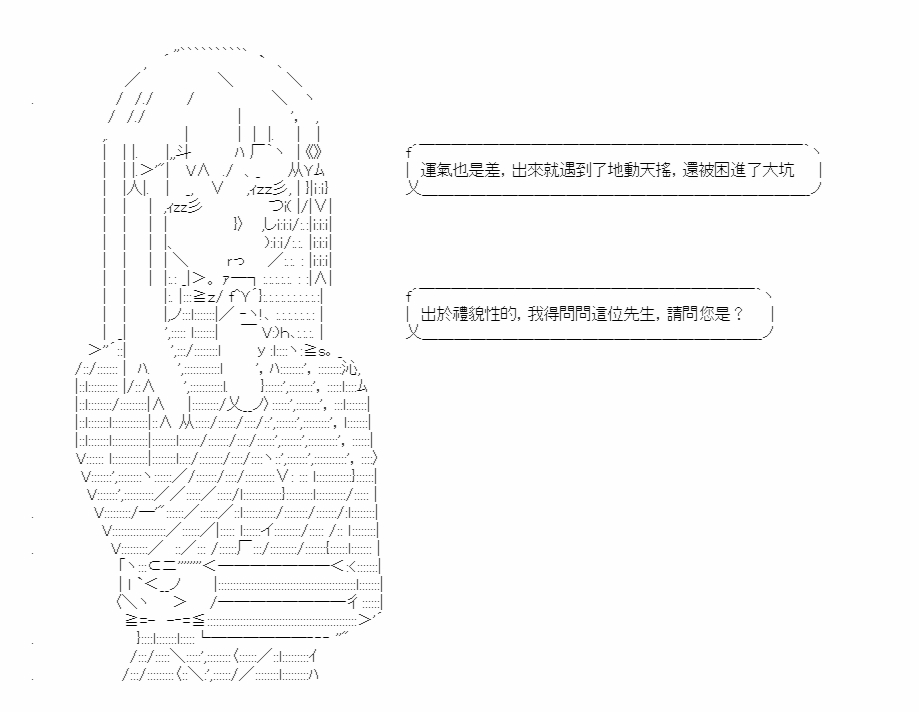 運氣也是差，出來就遇到了地動天搖，還被困進了大坑
出於禮貌性的，我得問問這位先生，請問您是？